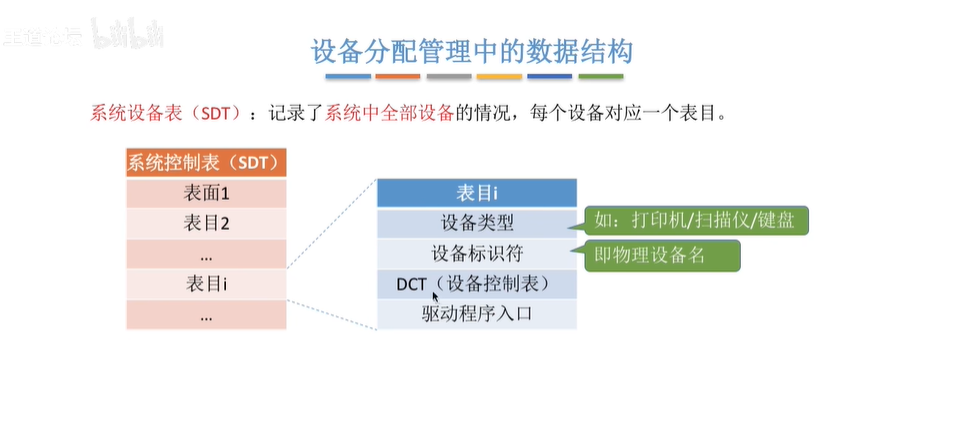 bilibili
设备分配管理中的数据结构
系统设备表（SDT）：记录了系统中全部设备的情况，每个设备对应一个表目。
系统控制表（SDT）
表面1
表目2
...
表目i
...
表目i
设备类型
设备标识符
DCT（设备控制表）
驱动程序入口
如：打印机/扫描仪/键盘
即物理设备名